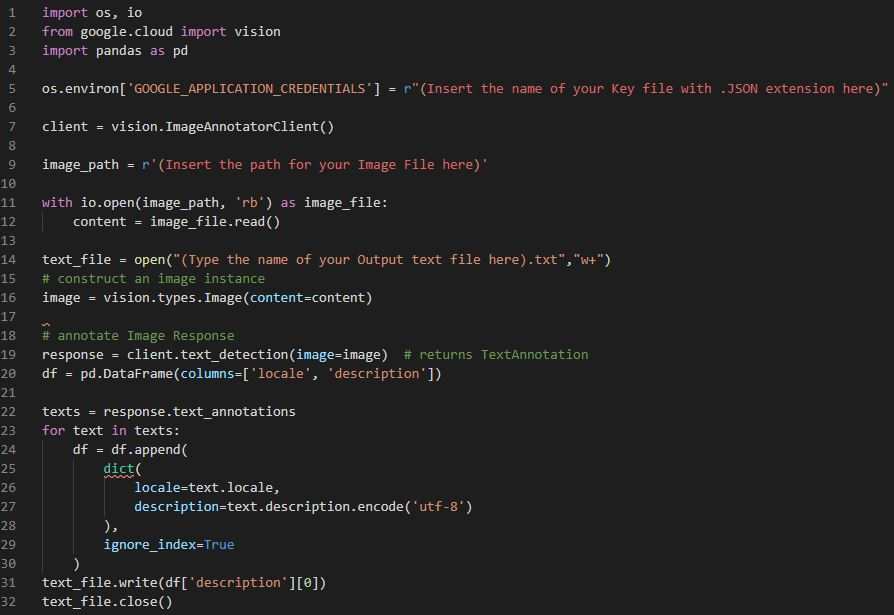 1 import os, io
2 from google.cloud import vision
3 import pandas as pd
4
5 os.environ['GOOGLE_APPLICATION_CREDENTIALS'] = r"(Insert the name of your Key file with .JSON extension here)"
6
7 client = vision.ImageAnnotatorClient()
8
9 image_path = r'(Insert the path for your Image File here)'
10
11 with io.open(image_path, 'rb') as image_file:
12     content = image_file.read()
13
14 text_file = open("(Type the name of your Output text file here).txt","w+")
15 # construct an image instance
16 image = vision.types.Image(content=content)
17
18 # annotate Image Response
19 response = client.text_detection(image=image)  # returns TextAnnotation
20 df = pd.DataFrame(columns=['locale', 'description'])
21
22 texts = response.text_annotations
23 for text in texts:
24     df = df.append(
25         dict(
26             locale=text.locale,
27             description=text.description.encode('utf-8')
28         ),
29         ignore_index=True
30     )
31 text_file.write(df['description'][0])
32 text_file.close()